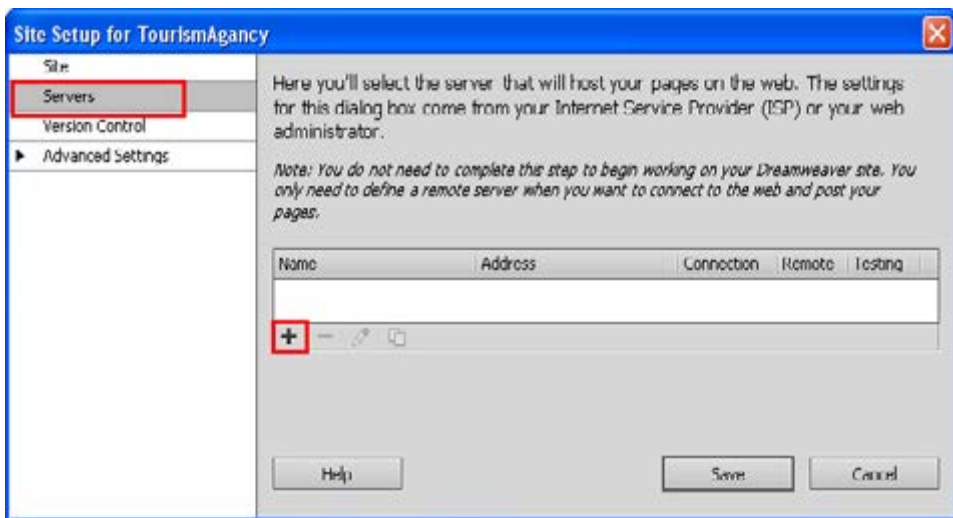 Site Setup for TourismAgancy
Site
Servers
Version Control
Advanced Settings
Here you'll select the server that will host your pages on the web. The settings
for this dialog box come from your Internet Service Provider (ISP) or your web
administrator.
Note: You do not need to complete this step to begin working on your Dreamweaver site. You
only need to define a remote server when you want to connect to the web and post your
pages.
Name Address Connection Remote Testing
Help Save Cancel